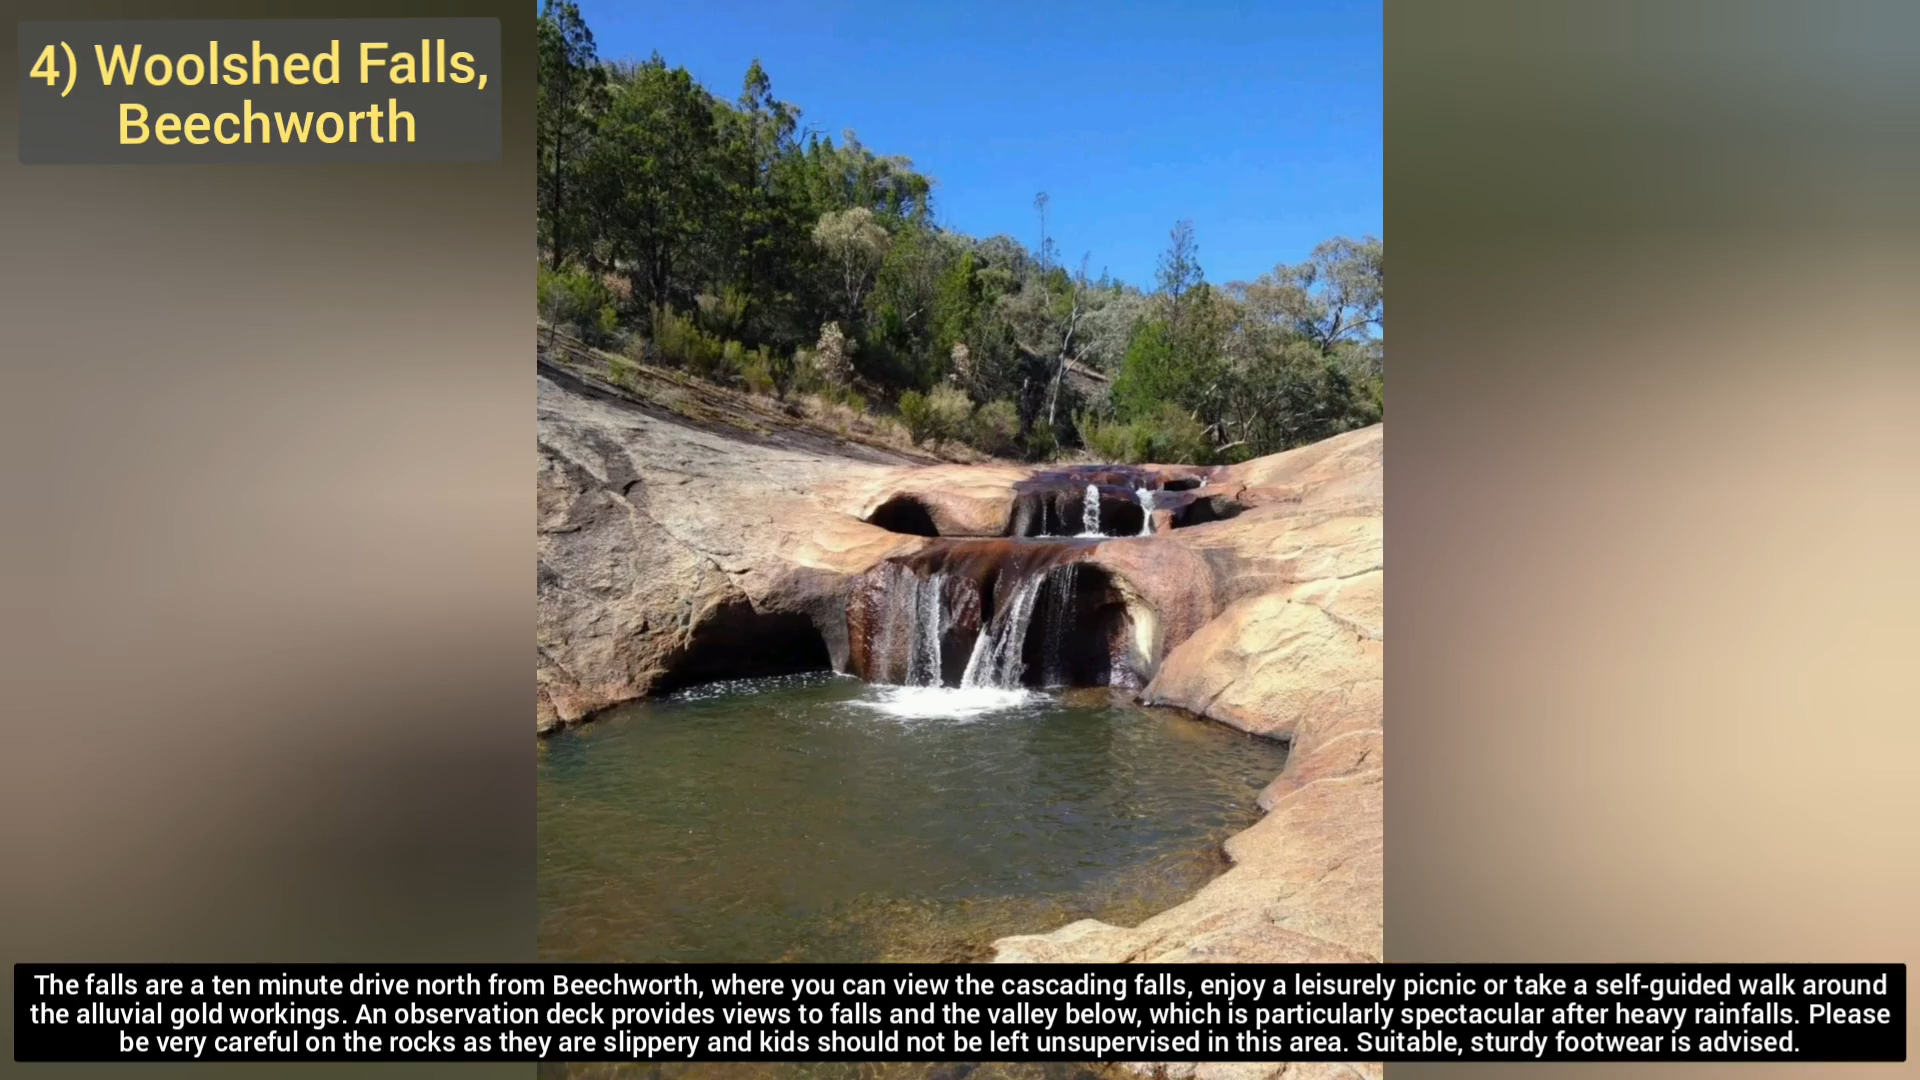 4) Woolshed Falls,
Beechworth
The falls are a ten minute drive north from Beechworth, where you can view the cascading falls, enjoy a leisurely picnic or take a self-guided walk around
the alluvial gold workings. An observation deck provides views to falls and the valley below, which is particularly spectacular after heavy rainfalls. Please
be very careful on the rocks as they are slippery and kids should not be left unsupervised in this area. Suitable, sturdy footwear is advised.